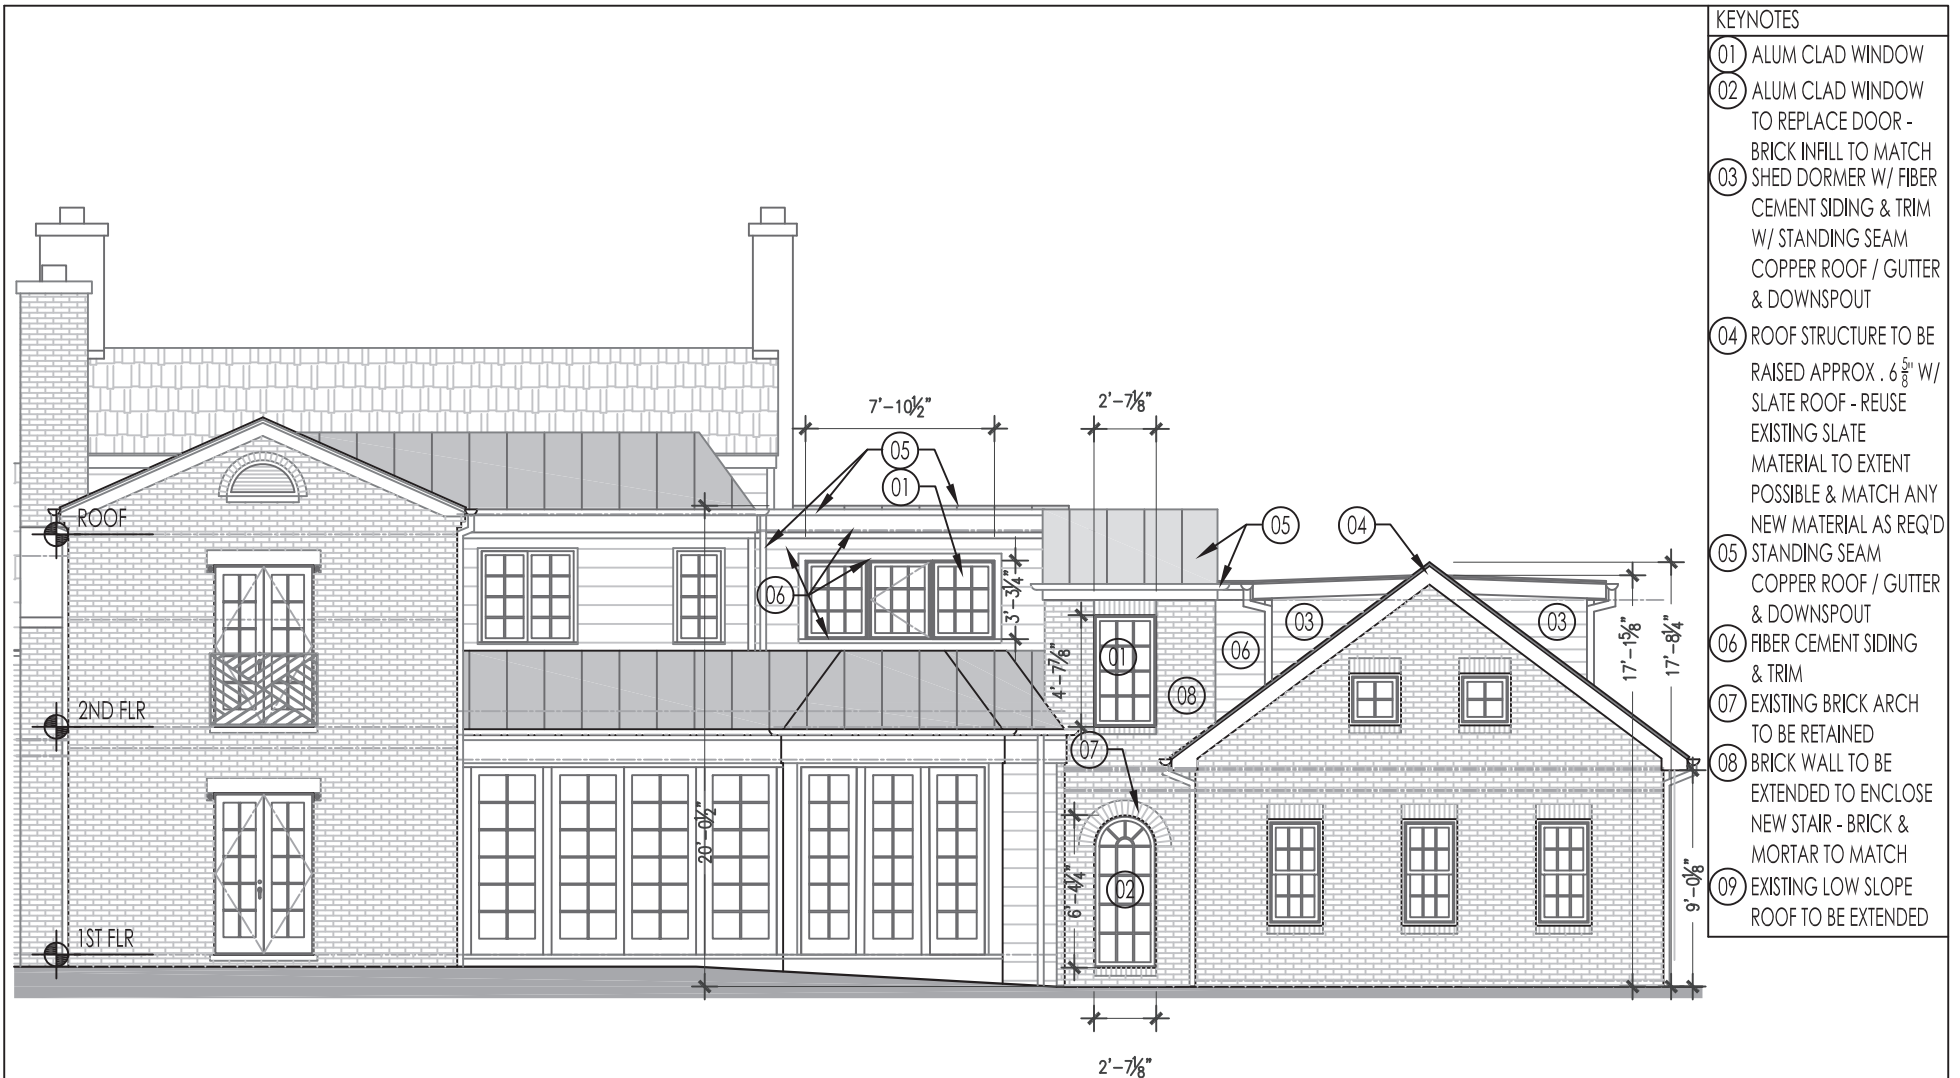 KEYNOTES
01 ALUM CLAD WINDOW
02 ALUM CLAD WINDOW
TO REPLACE DOOR -
BRICK INFILL TO MATCH
03 SHED DORMER W/ FIBER
CEMENT SIDING & TRIM
W/ STANDING SEAM
COPPER ROOF / GUTTER
& DOWNSPOUT
04 ROOF STRUCTURE TO BE
RAISED APPROX . 6 5/8" W/
SLATE ROOF - REUSE
EXISTING SLATE
MATERIAL TO EXTENT
POSSIBLE & MATCH ANY
NEW MATERIAL AS REQ'D
05 STANDING SEAM
COPPER ROOF / GUTTER
& DOWNSPOUT
06 FIBER CEMENT SIDING
& TRIM
07 EXISTING BRICK ARCH
TO BE RETAINED
08 BRICK WALL TO BE
EXTENDED TO ENCLOSE
NEW STAIR - BRICK &
MORTAR TO MATCH
09 EXISTING LOW SLOPE
ROOF TO BE EXTENDED
7'-10½"
2'-7⅛"
05
01
ROOF
05
04
06
3'-3¼"
03
03
01
06
4'-7⅞"
17'-1⅝"
17'-8¼"
08
2ND FLR
07
20'-0½"
6'-4¼"
02
9'-0⅛"
1ST FLR
2'-7⅛"